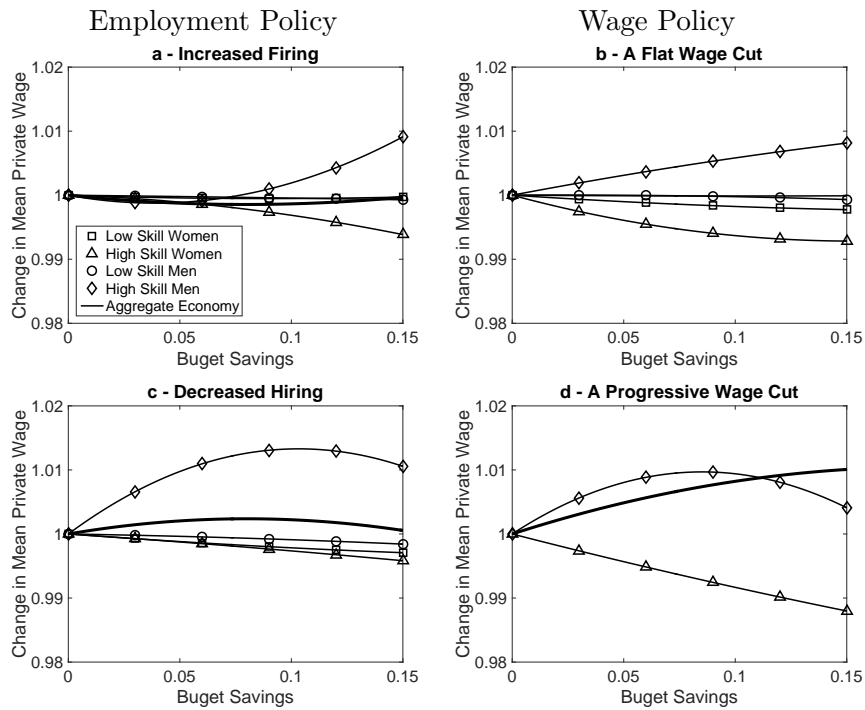 Employment Policy
Wage Policy
a - Increased Firing
1.02
1.01
1
0.99
0.98
Change in Mean Private Wage
Low Skill Women
High Skill Women
Low Skill Men
High Skill Men
Aggregate Economy
0
0.05
0.1
0.15
Buget Savings
b - A Flat Wage Cut
1.02
1.01
1
0.99
0.98
Change in Mean Private Wage
0
0.05
0.1
0.15
Buget Savings
c - Decreased Hiring
1.02
1.01
1
0.99
0.98
Change in Mean Private Wage
0
0.05
0.1
0.15
Buget Savings
d - A Progressive Wage Cut
1.02
1.01
1
0.99
0.98
Change in Mean Private Wage
0
0.05
0.1
0.15
Buget Savings